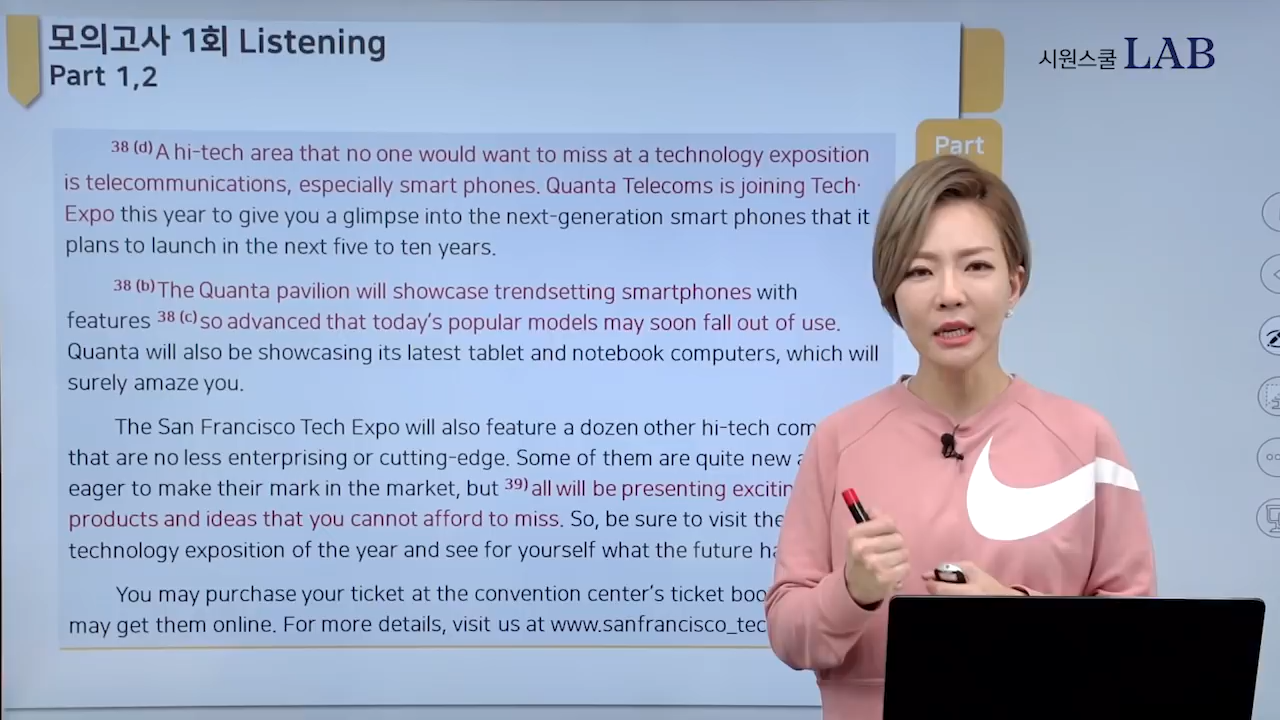 모의고사 1회 Listening
Part 1,2
시원스쿨 LAB
Part
38 (d) A hi-tech area that no one would want to miss at a technology exposition
is telecommunications, especially smart phones. Quanta Telecoms is joining Tech
Expo this year to give you a glimpse into the next-generation smart phones that it
plans to launch in the next five to ten years.
38 (b) The Quanta pavilion will showcase trendsetting smartphones with
features 38 (c) so advanced that today's popular models may soon fall out of use.
Quanta will also be showcasing its latest tablet and notebook computers, which will
surely amaze you.
The San Francisco Tech Expo will also feature a dozen other hi-tech
that are no less enterprising or cutting-edge. Some of them are quite new
eager to make their mark in the market, but 39) all will be presenting
products and ideas that you cannot afford to miss. So, be sure to visit the
technology exposition of the year and see for yourself what the future
You may purchase your ticket at the convention center's ticket
may get them online. For more details, visit us at